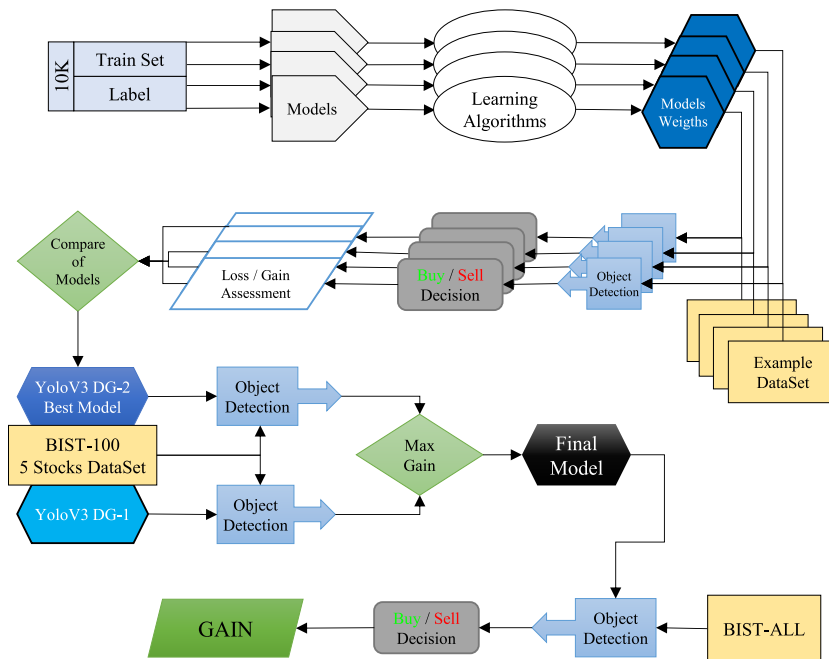 10K
Train Set
Label
Models
Learning
Algorithms
Models
Weigths
Compare
of
Models
Loss / Gain
Assessment
Buy / Sell
Decision
Object
Detection
Example
DataSet
YoloV3 DG-2
Best Model
Object
Detection
BIST-100
5 Stocks DataSet
Max
Gain
Final
Model
YoloV3 DG-1
Object
Detection
GAIN
Buy / Sell
Decision
Object
Detection
BIST-ALL